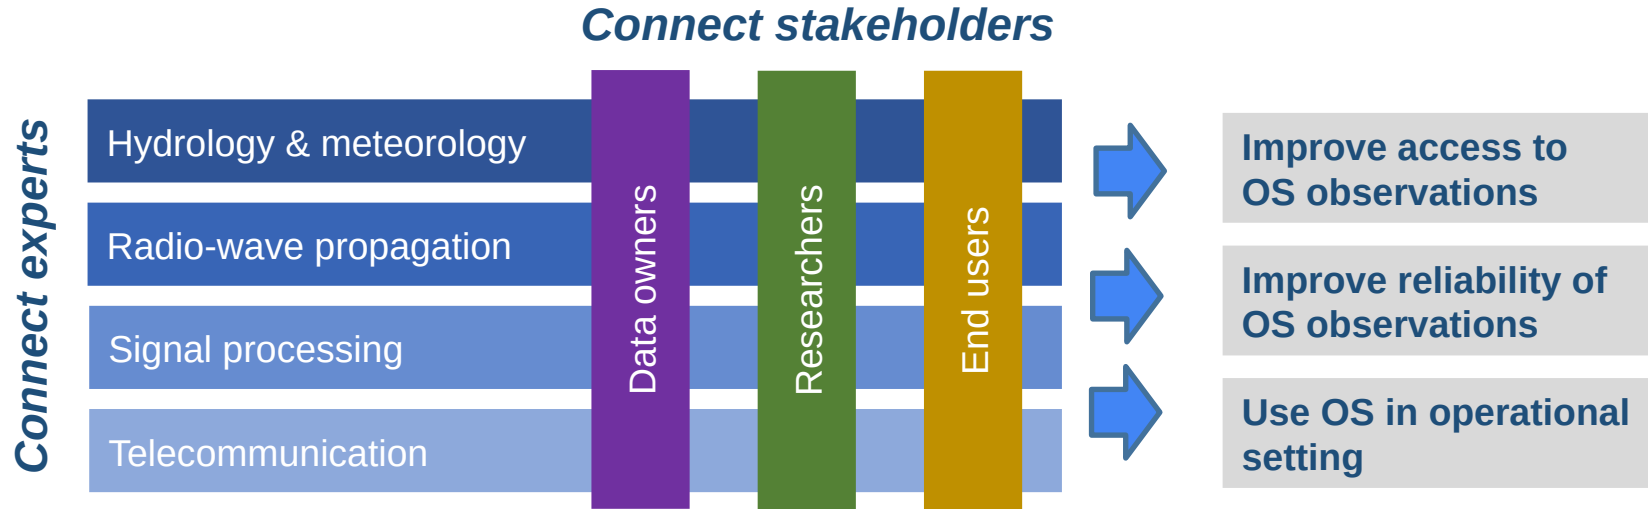 Connect stakeholders
Connect experts
Hydrology & meteorology
Radio-wave propagation
Signal processing
Telecommunication
Data owners
Researchers
End users
Improve access to
OS observations
Improve reliability of
OS observations
Use OS in operational
setting